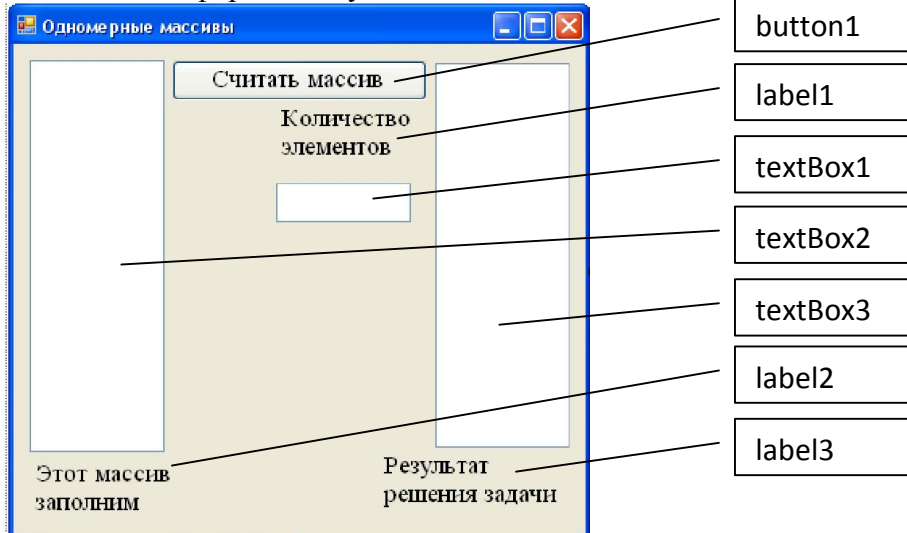 Одномерные массивы
button1
Считать массив
label1
Количество
элементов
textBox1
textBox2
textBox3
label2
label3
Этот массив
заполним
Результат
решения задачи